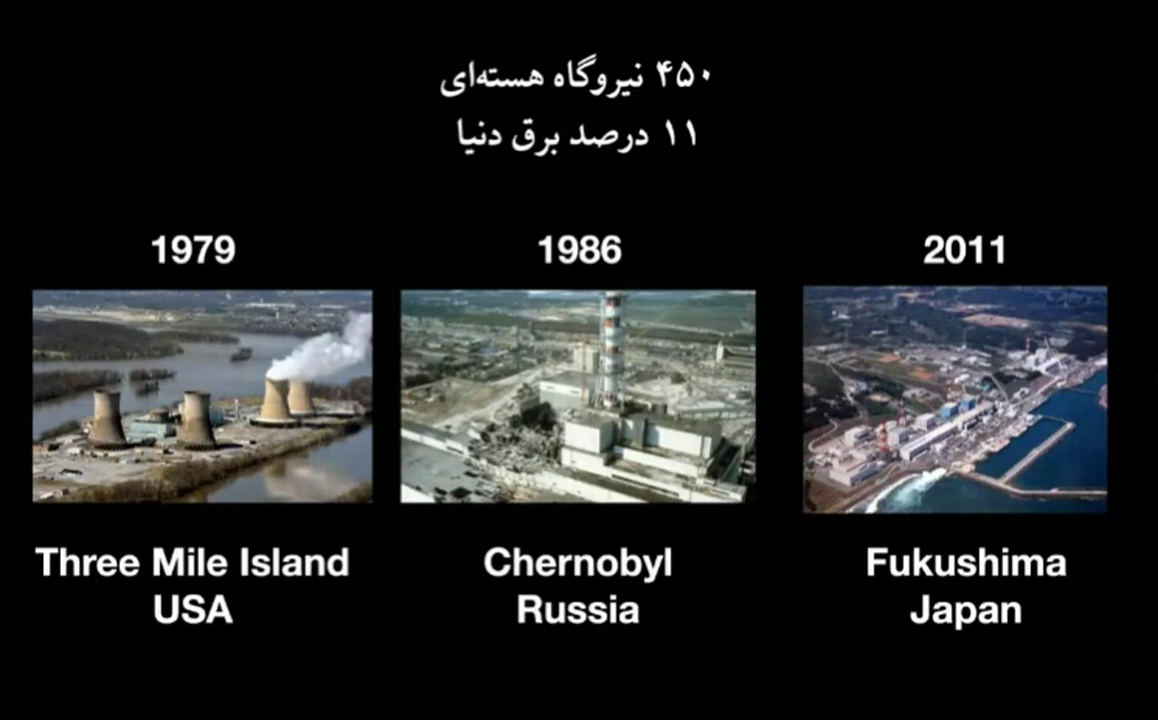 ۴۵۰ نیروگاه هسته‌ای
۱۱ درصد برق دنیا
1979
1986
2011
Three Mile Island
USA
Chernobyl
Russia
Fukushima
Japan